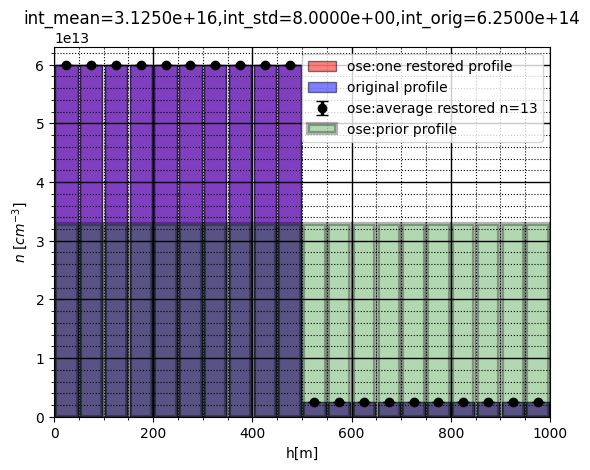 int_mean=3.1250e+16,int_std=8.0000e+00,int_orig=6.2500e+14
1e13
ose:one restored profile
original profile
ose:average restored n=13
ose:prior profile
6
5
4
3
2
1
0
n [cm⁻³]
0 200 400 600 800 1000
h[m]